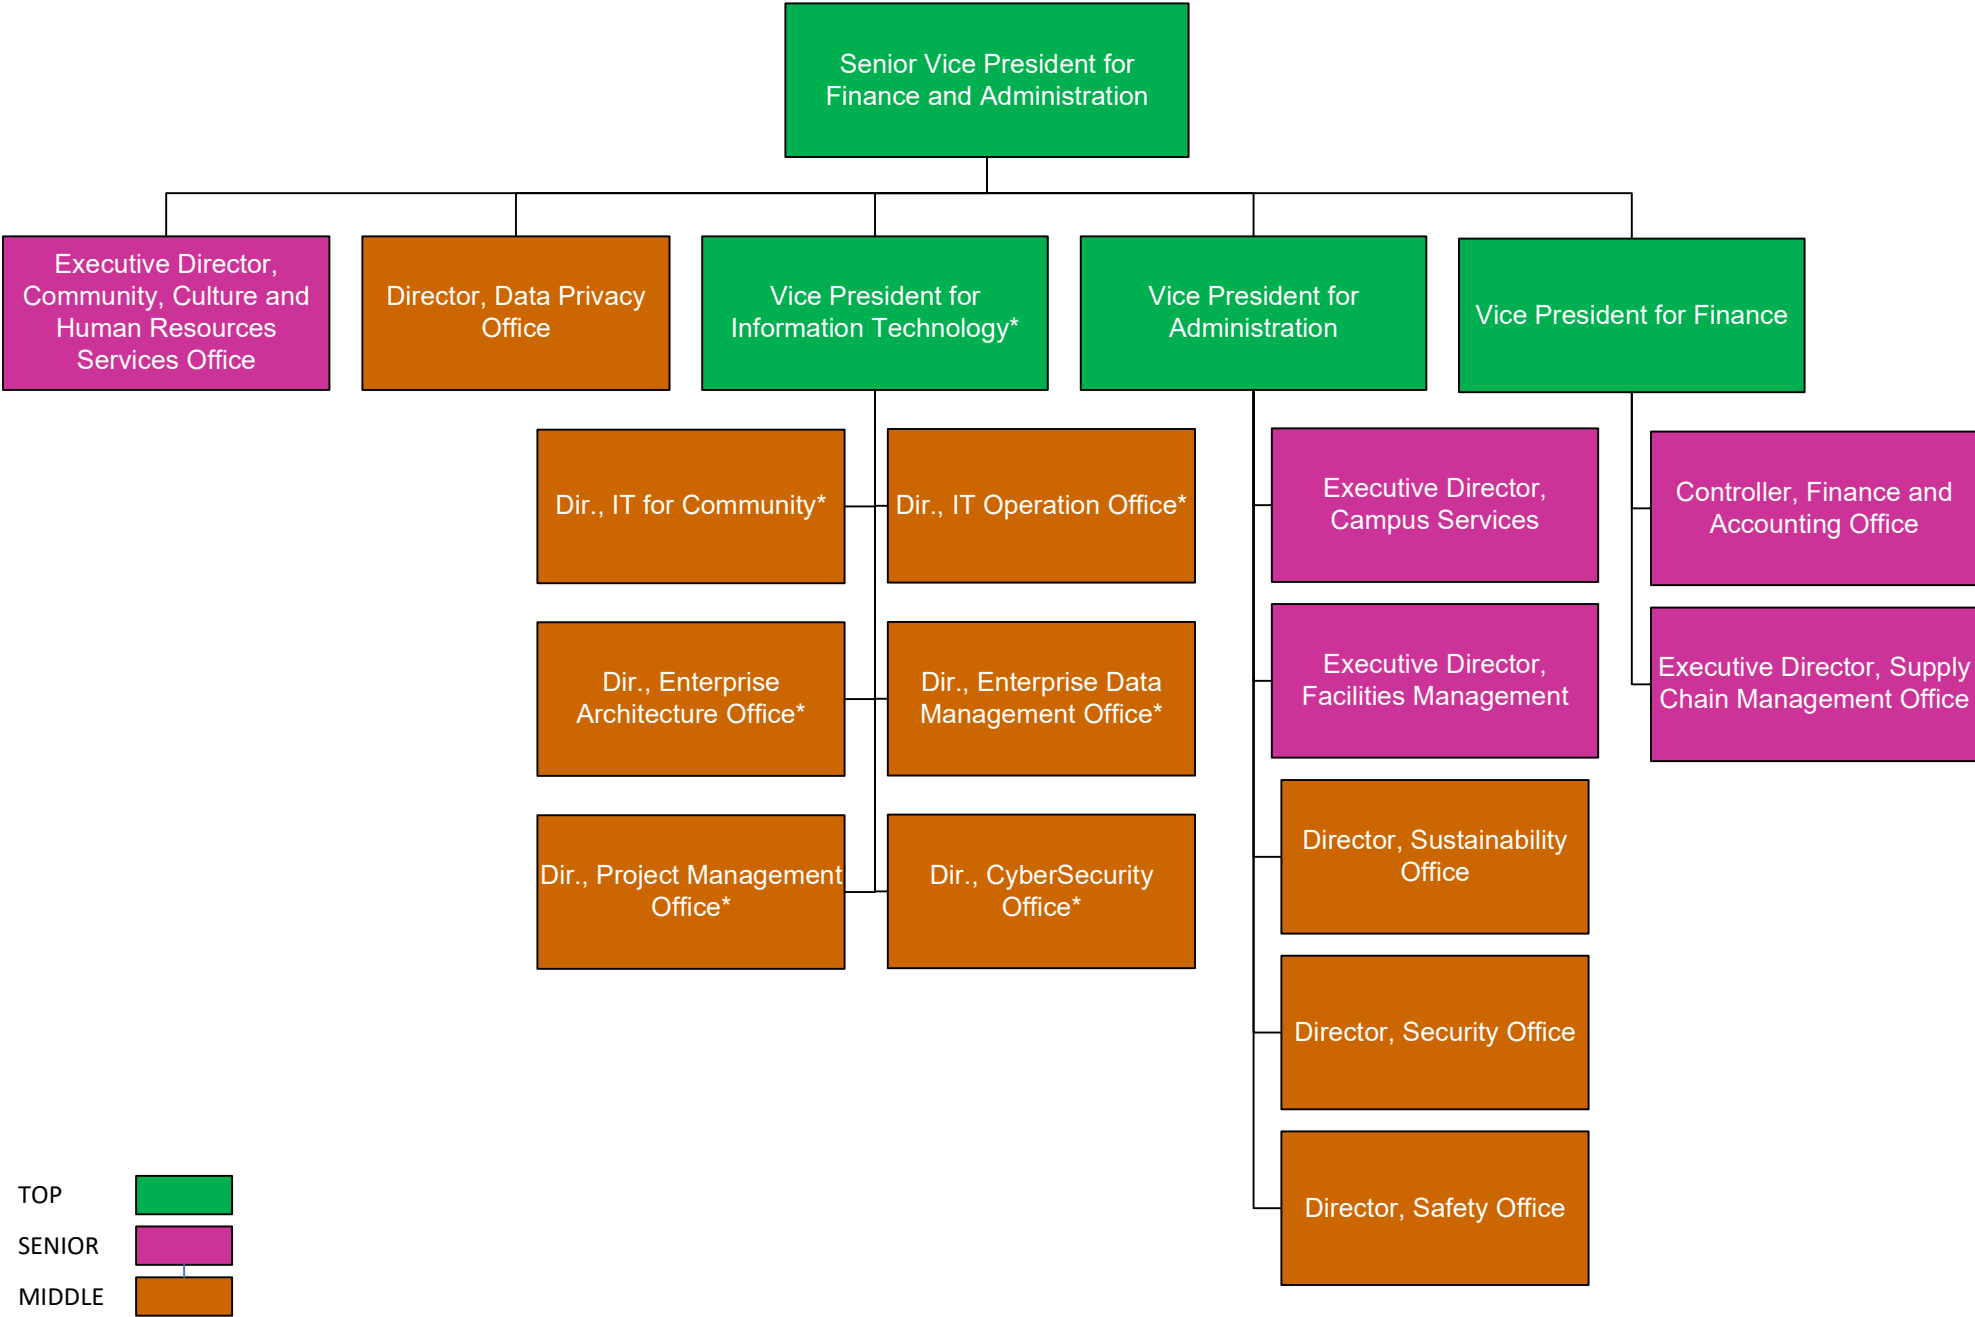 Senior Vice President for
Finance and Administration
Executive Director,
Community, Culture and
Human Resources
Services Office
Director, Data Privacy
Office
Vice President for
Information Technology*
Vice President for
Administration
Vice President for Finance
Dir., IT for Community*
Dir., IT Operation Office*
Executive Director,
Campus Services
Controller, Finance and
Accounting Office
Dir., Enterprise
Architecture Office*
Dir., Enterprise Data
Management Office*
Executive Director,
Facilities Management
Executive Director, Supply
Chain Management Office
Dir., Project Management
Office*
Dir., CyberSecurity
Office*
Director, Sustainability
Office
Director, Security Office
Director, Safety Office
TOP
SENIOR
MIDDLE